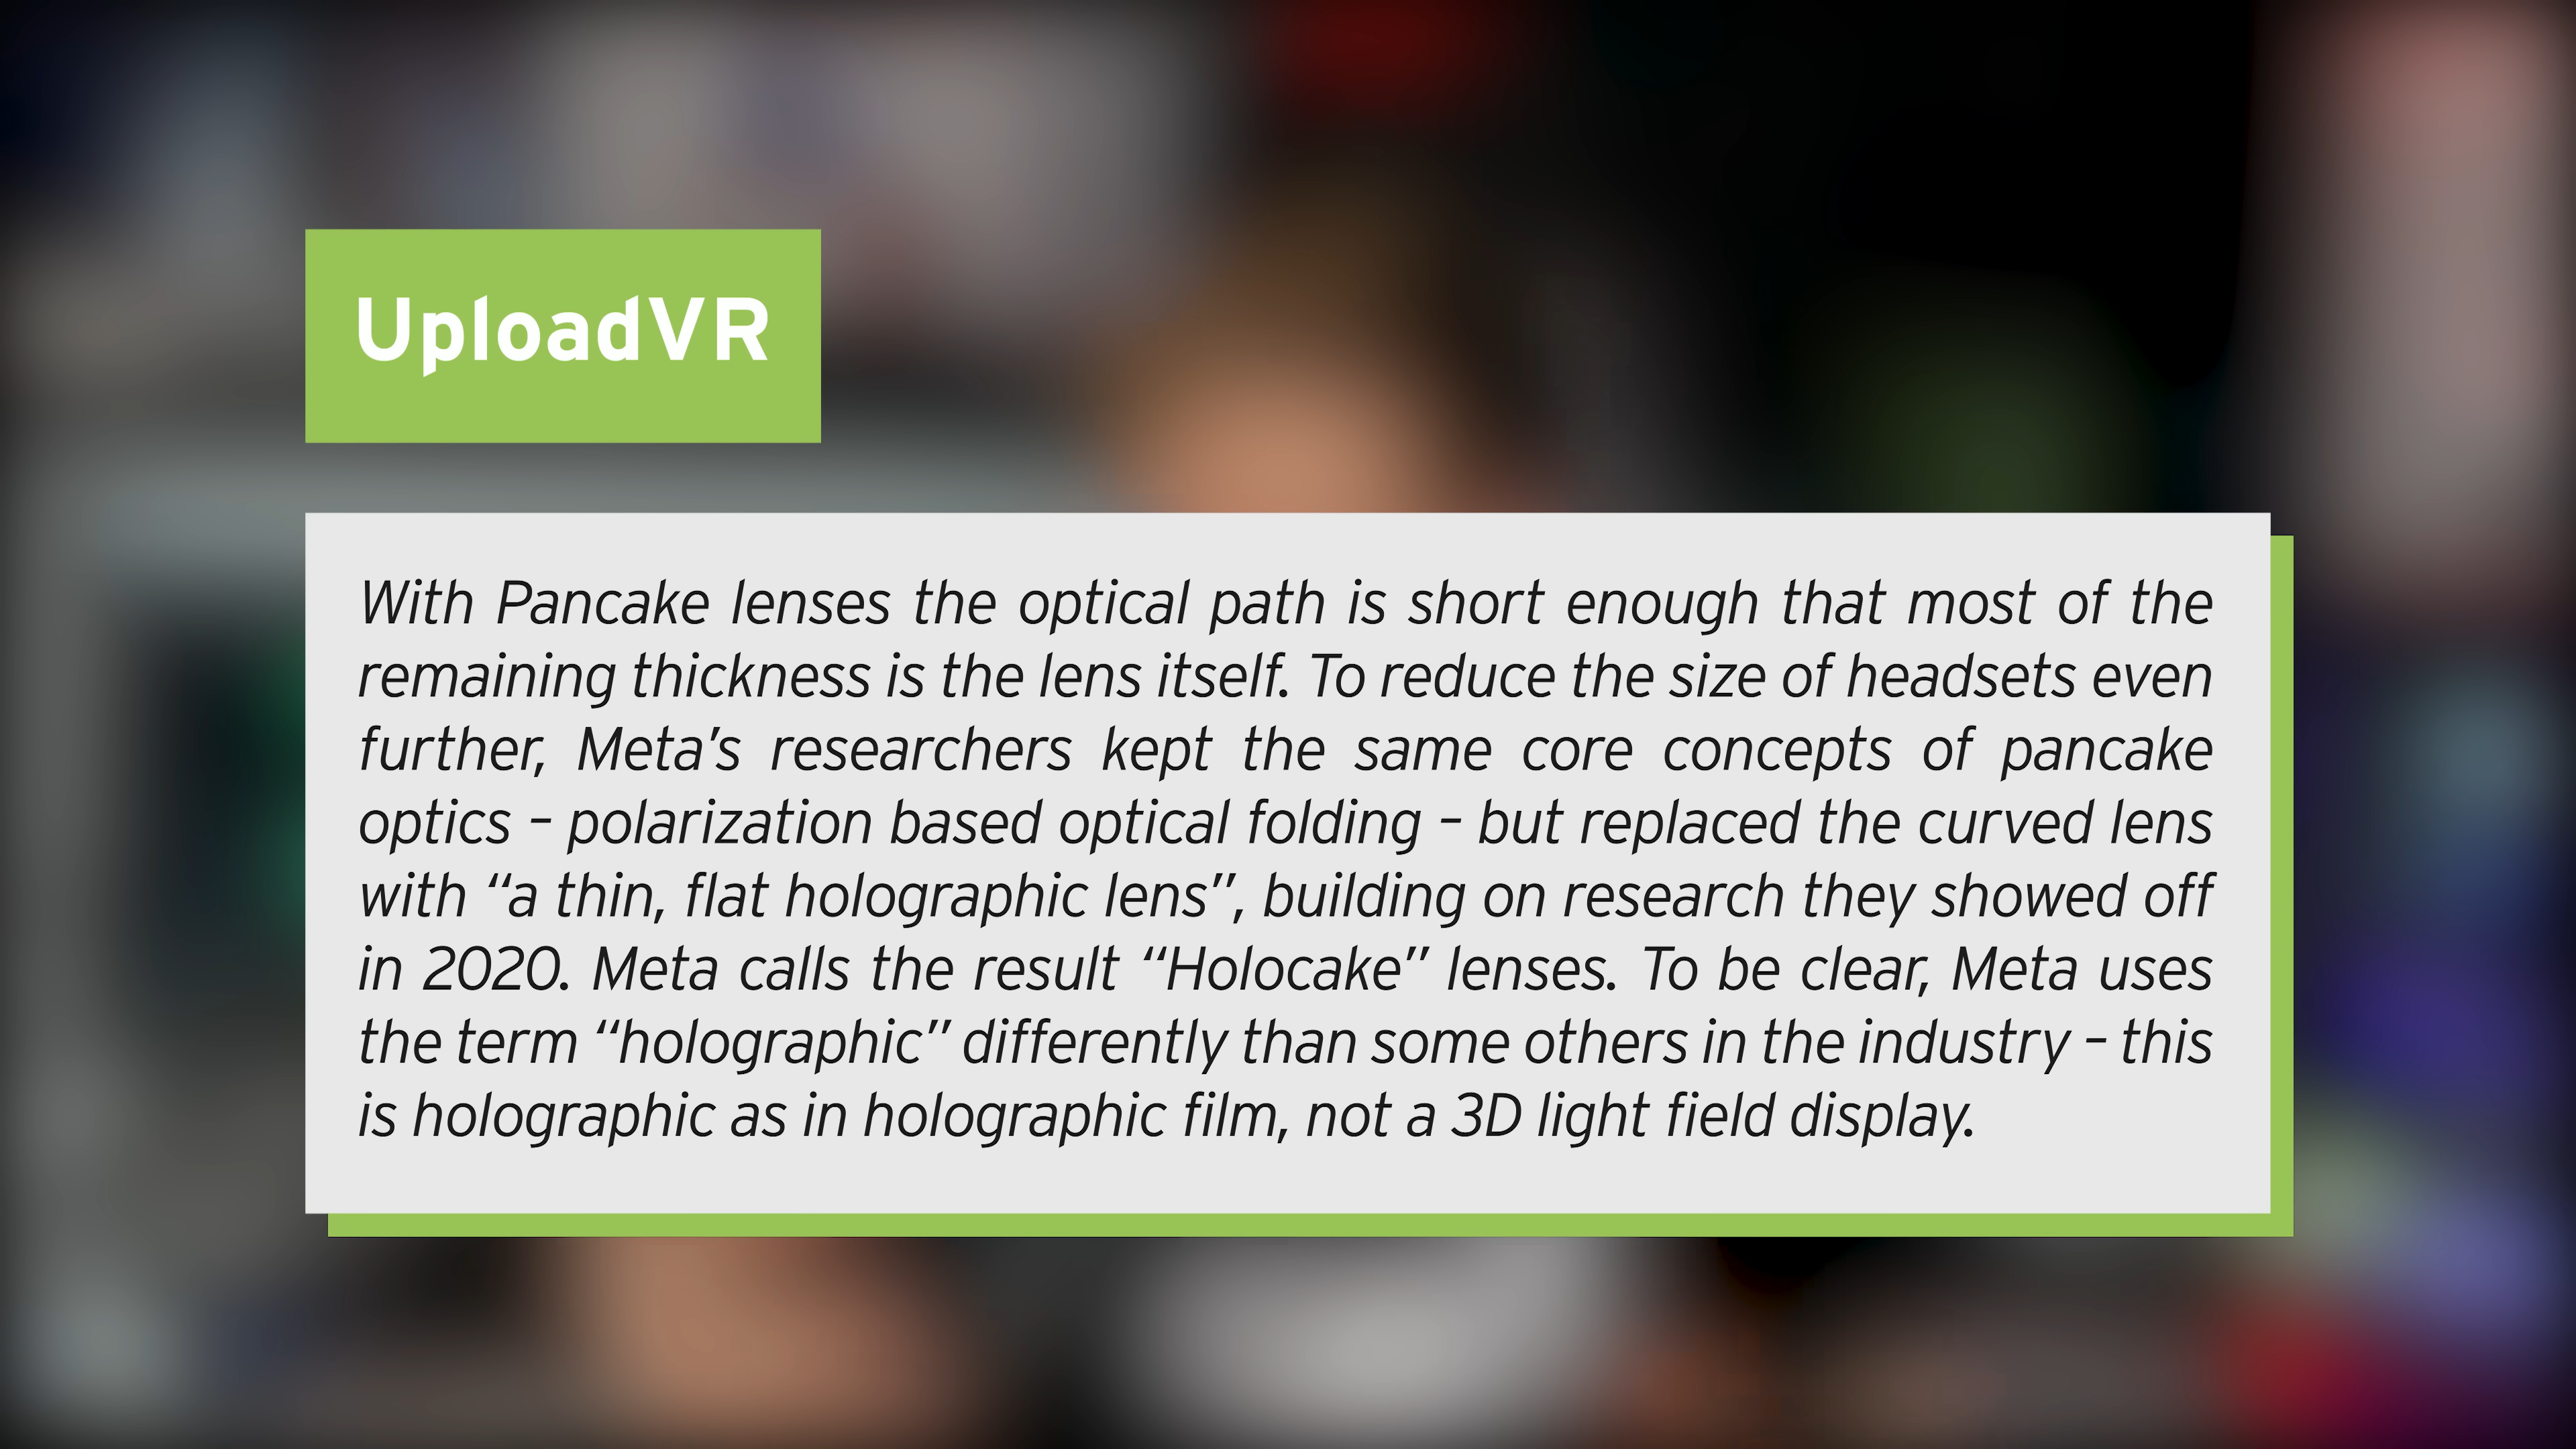 UploadVR
With Pancake lenses the optical path is short enough that most of the
remaining thickness is the lens itself. To reduce the size of headsets even
further, Meta’s researchers kept the same core concepts of pancake
optics – polarization based optical folding – but replaced the curved lens
with “a thin, flat holographic lens”, building on research they showed off
in 2020. Meta calls the result “Holocake” lenses. To be clear, Meta uses
the term “holographic” differently than some others in the industry – this
is holographic as in holographic film, not a 3D light field display.